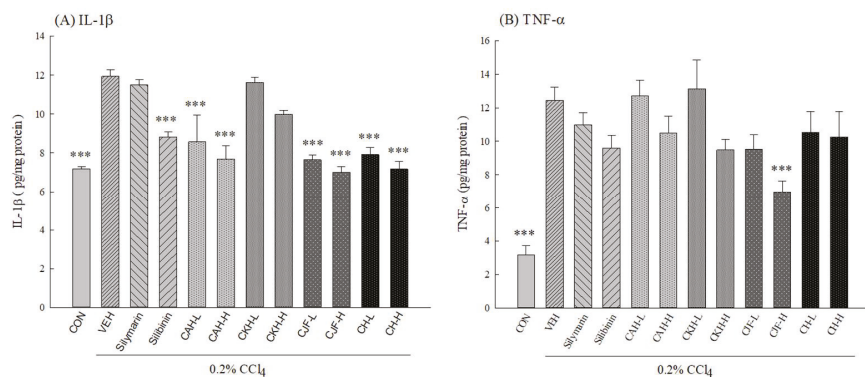 (A) IL-1β
IL-1β ( pg/mg protein)
14
12
10
8
6
4
2
0
***
***
***
***
***
***
***
***
CON
VEH
Silymarin
Silibinin
CAH-L
CAH-H
CKH-L
CKH-H
CJF-L
CJF-H
CH-L
CH-H
0.2% CCl4
(B) TNF-α
TNF-α (pg/mg protein)
16
14
12
10
8
6
4
2
0
***
***
CON
VEH
Silymarin
Silibinin
CAH-L
CAH-H
CKH-L
CKH-H
CJF-L
CJF-H
CH-L
CH-H
0.2% CCl4